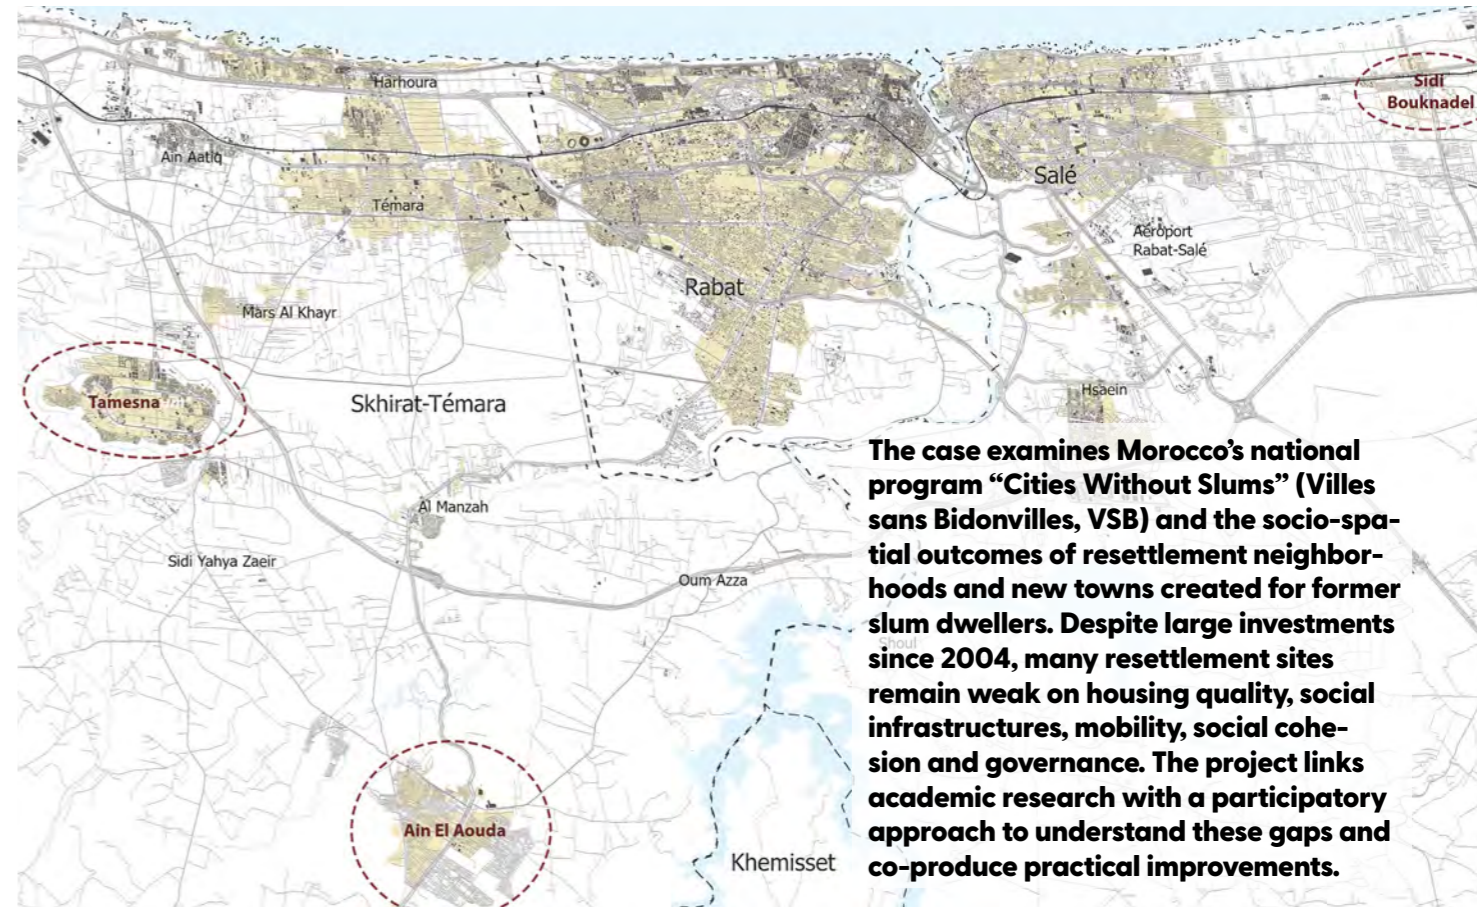 Harhoura
Sidi
Bouknadel
Ain Aatiq
Salé
Témara
Aéroport
Rabat-Salé
Rabat
Mars Al Khayr
Hsaein
Tamesna
Skhirat-Témara
Al Manzah
Sidi Yahya Zaeir
Oum Azza
Shoul
Ain El Aouda
Khemisset
The case examines Morocco’s national
program “Cities Without Slums” (Villes
sans Bidonvilles, VSB) and the socio-spa-
tial outcomes of resettlement neighbor-
hoods and new towns created for former
slum dwellers. Despite large investments
since 2004, many resettlement sites
remain weak on housing quality, social
infrastructures, mobility, social cohe-
sion and governance. The project links
academic research with a participatory
approach to understand these gaps and
co-produce practical improvements.